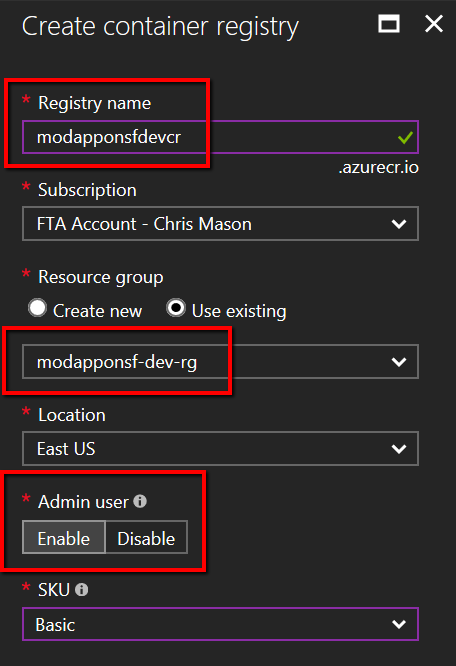 Create container registry
* Registry name
modapponsfdevcr
.azurecr.io
* Subscription
FTA Account - Chris Mason
* Resource group
Create new Use existing
modapponsf-dev-rg
* Location
East US
* Admin user
Enable Disable
* SKU
Basic